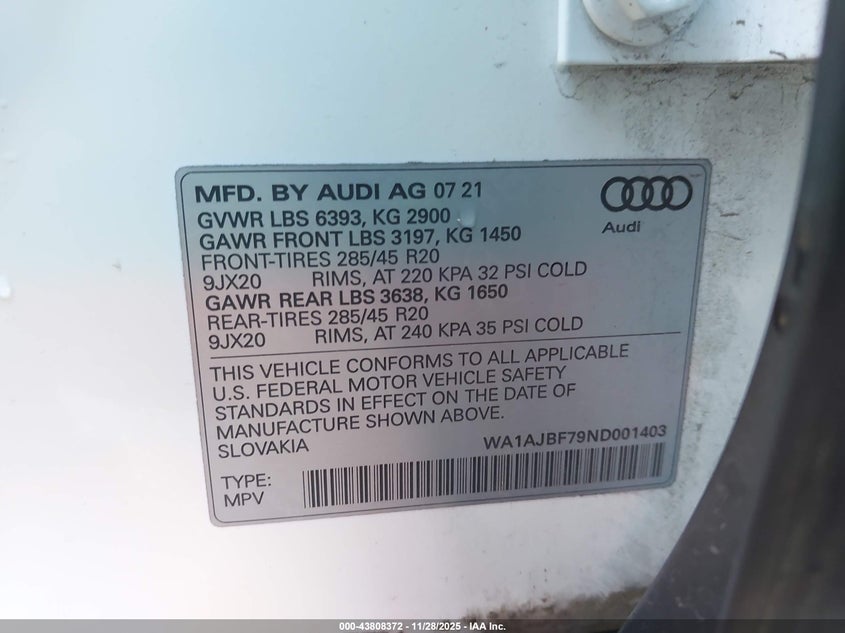 MFD. BY AUDI AG 07 21
GVWR LBS 6393, KG 2900
GAWR FRONT LBS 3197, KG 1450
FRONT-TIRES 285/45 R20
9JX20 RIMS, AT 220 KPA 32 PSI COLD
GAWR REAR LBS 3638, KG 1650
REAR-TIRES 285/45 R20
9JX20 RIMS, AT 240 KPA 35 PSI COLD
Audi
THIS VEHICLE CONFORMS TO ALL APPLICABLE
U.S. FEDERAL MOTOR VEHICLE SAFETY
STANDARDS IN EFFECT ON THE DATE OF
MANUFACTURE SHOWN ABOVE.
SLOVAKIA
WA1AJBF79ND001403
TYPE:
MPV
000-43808372 | 11/28/2025 | IAA Inc.